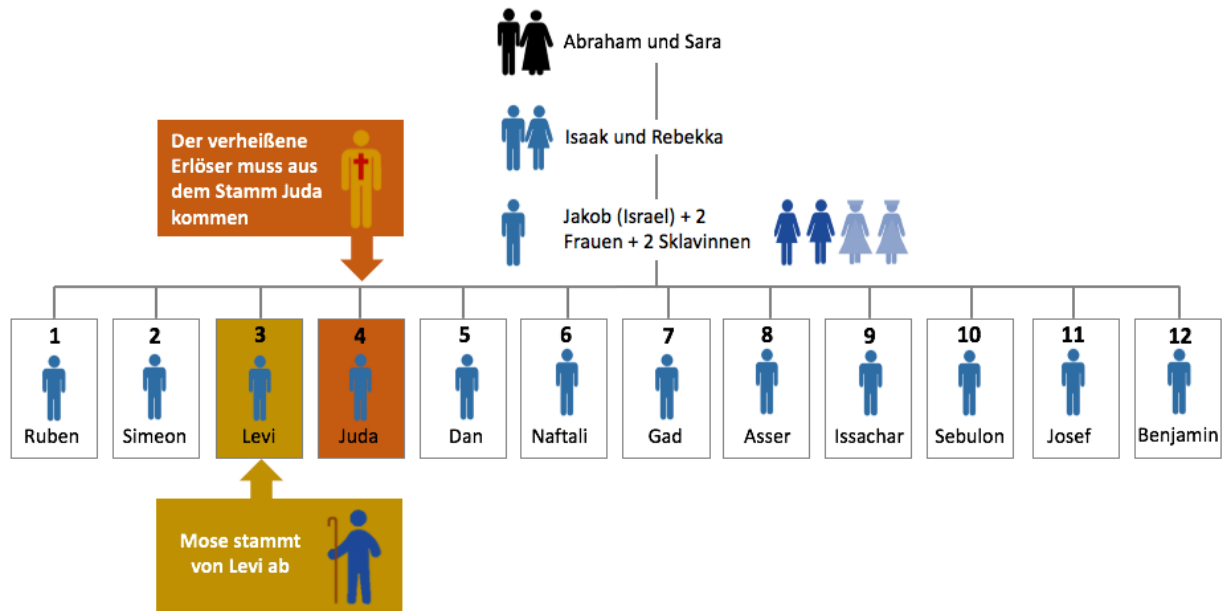 Abraham und Sara
Isaak und Rebekka
Der verheißene
Erlöser muss aus
dem Stamm Juda
kommen
Jakob (Israel) + 2
Frauen + 2 Sklavinnen
1
2
3
4
5
6
7
8
9
10
11
12
Ruben
Simeon
Levi
Juda
Dan
Naftali
Gad
Asser
Issachar
Sebulon
Josef
Benjamin
Mose stammt
von Levi ab